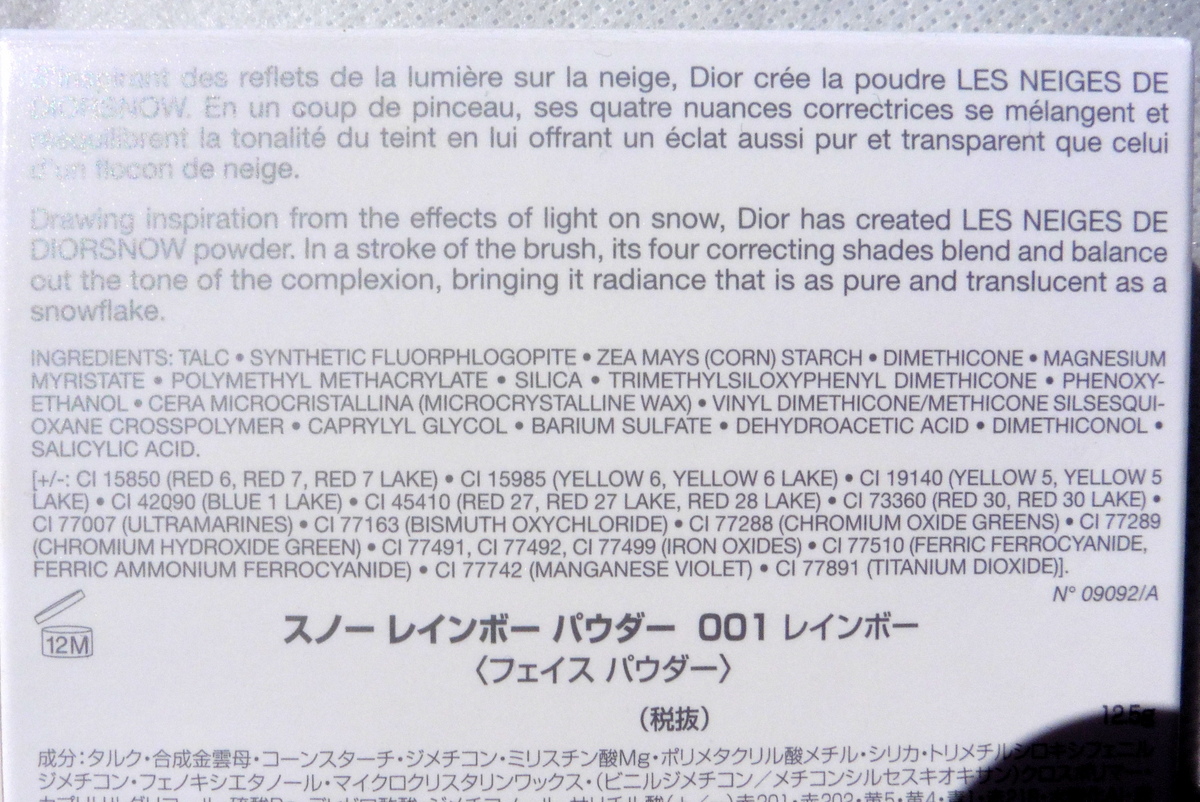 S'inspirant des reflets de la lumière sur la neige, Dior crée la poudre LES NEIGES DE
DIORSNOW. En un coup de pinceau, ses quatre nuances correctrices se mélangent et
rééquilibrent la tonalité du teint en lui offrant un éclat aussi pur et transparent que celui
d'un flocon de neige.
Drawing inspiration from the effects of light on snow, Dior has created LES NEIGES DE
DIORSNOW powder. In a stroke of the brush, its four correcting shades blend and balance
out the tone of the complexion, bringing it radiance that is as pure and translucent as a
snowflake.
INGREDIENTS: TALC • SYNTHETIC FLUORPHLOGOPITE • ZEA MAYS (CORN) STARCH • DIMETHICONE • MAGNESIUM
MYRISTATE • POLYMETHYL METHACRYLATE • SILICA • TRIMETHYLSILOXYPHENYL DIMETHICONE • PHENOXY-
ETHANOL • CERA MICROCRISTALLINA (MICROCRYSTALLINE WAX) • VINYL DIMETHICONE/METHICONE SILSESQUI-
OXANE CROSSPOLYMER • CAPRYLYL GLYCOL • BARIUM SULFATE • DEHYDROACETIC ACID • DIMETHICONOL •
SALICYLIC ACID.
[+/-: CI 15850 (RED 6, RED 7, RED 7 LAKE) • CI 15985 (YELLOW 6, YELLOW 6 LAKE) • CI 19140 (YELLOW 5, YELLOW 5
LAKE) • CI 42090 (BLUE 1 LAKE) • CI 45410 (RED 27, RED 27 LAKE, RED 28 LAKE) • CI 73360 (RED 30, RED 30 LAKE) •
CI 77007 (ULTRAMARINES) • CI 77163 (BISMUTH OXYCHLORIDE) • CI 77288 (CHROMIUM OXIDE GREENS) • CI 77289
(CHROMIUM HYDROXIDE GREEN) • CI 77491, CI 77492, CI 77499 (IRON OXIDES) • CI 77510 (FERRIC FERROCYANIDE,
FERRIC AMMONIUM FERROCYANIDE) • CI 77742 (MANGANESE VIOLET) • CI 77891 (TITANIUM DIOXIDE)].
N° 09092/A
12M
スノー レインボー パウダー 001 レインボー
〈フェイス パウダー〉
(税抜)
12.5g
成分:タルク・合成金雲母・コーンスターチ・ジメチコン・ミリスチン酸Mg・ポリメタクリル酸メチル・シリカ・トリメチルシロキシフェニル
ジメチコン・フェノキシエタノール・マイクロクリスタリンワックス・(ビニルジメチコン/メチコンシルセスキオキサン)クロスポリマー・